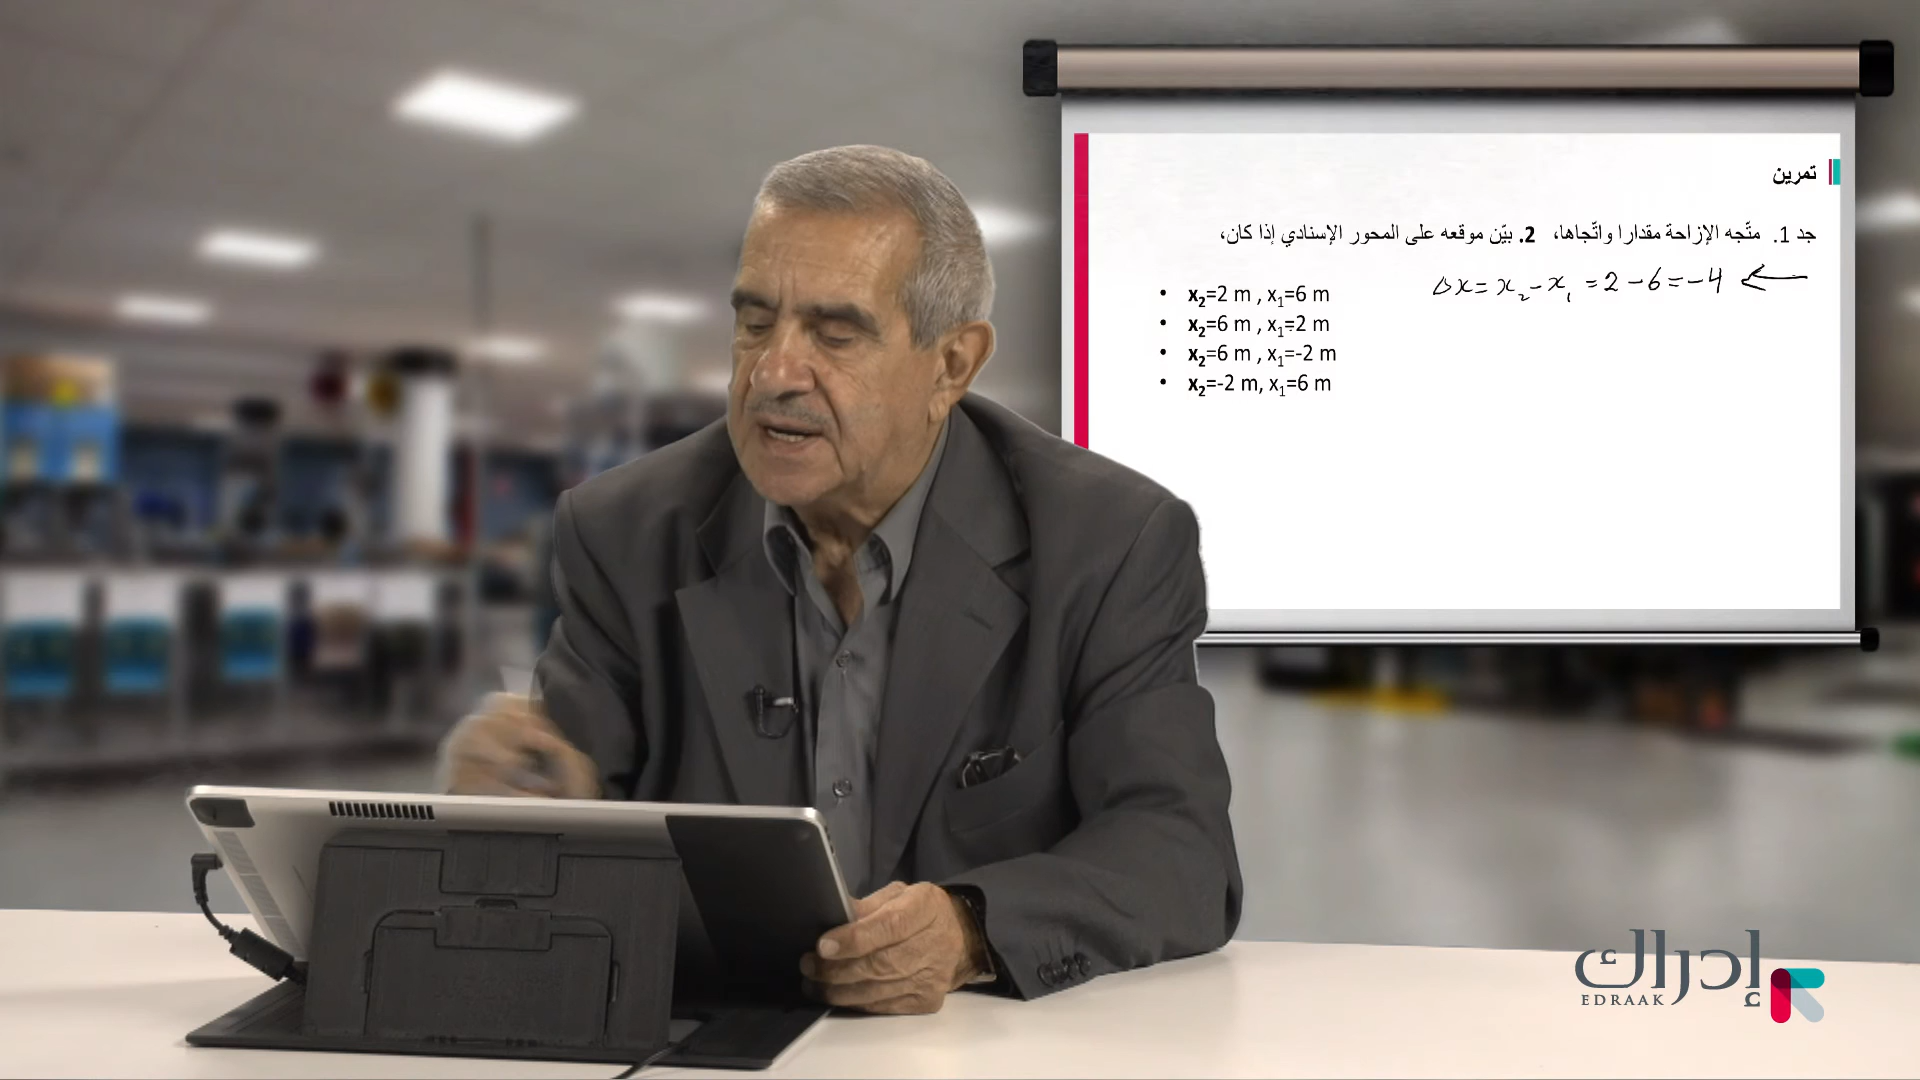 تمرين
جد 1. متّجه الإزاحة مقدارا واتّجاها، 2. بيّن موقعه على المحور الإسنادي إذا كان،
Δx = x₂ - x₁ = 2 - 6 = -4 ←
• x₂=2 m , x₁=6 m
• x₂=6 m , x₁=2 m
• x₂=6 m , x₁=-2 m
• x₂=-2 m, x₁=6 m
إدراك
EDRAAK